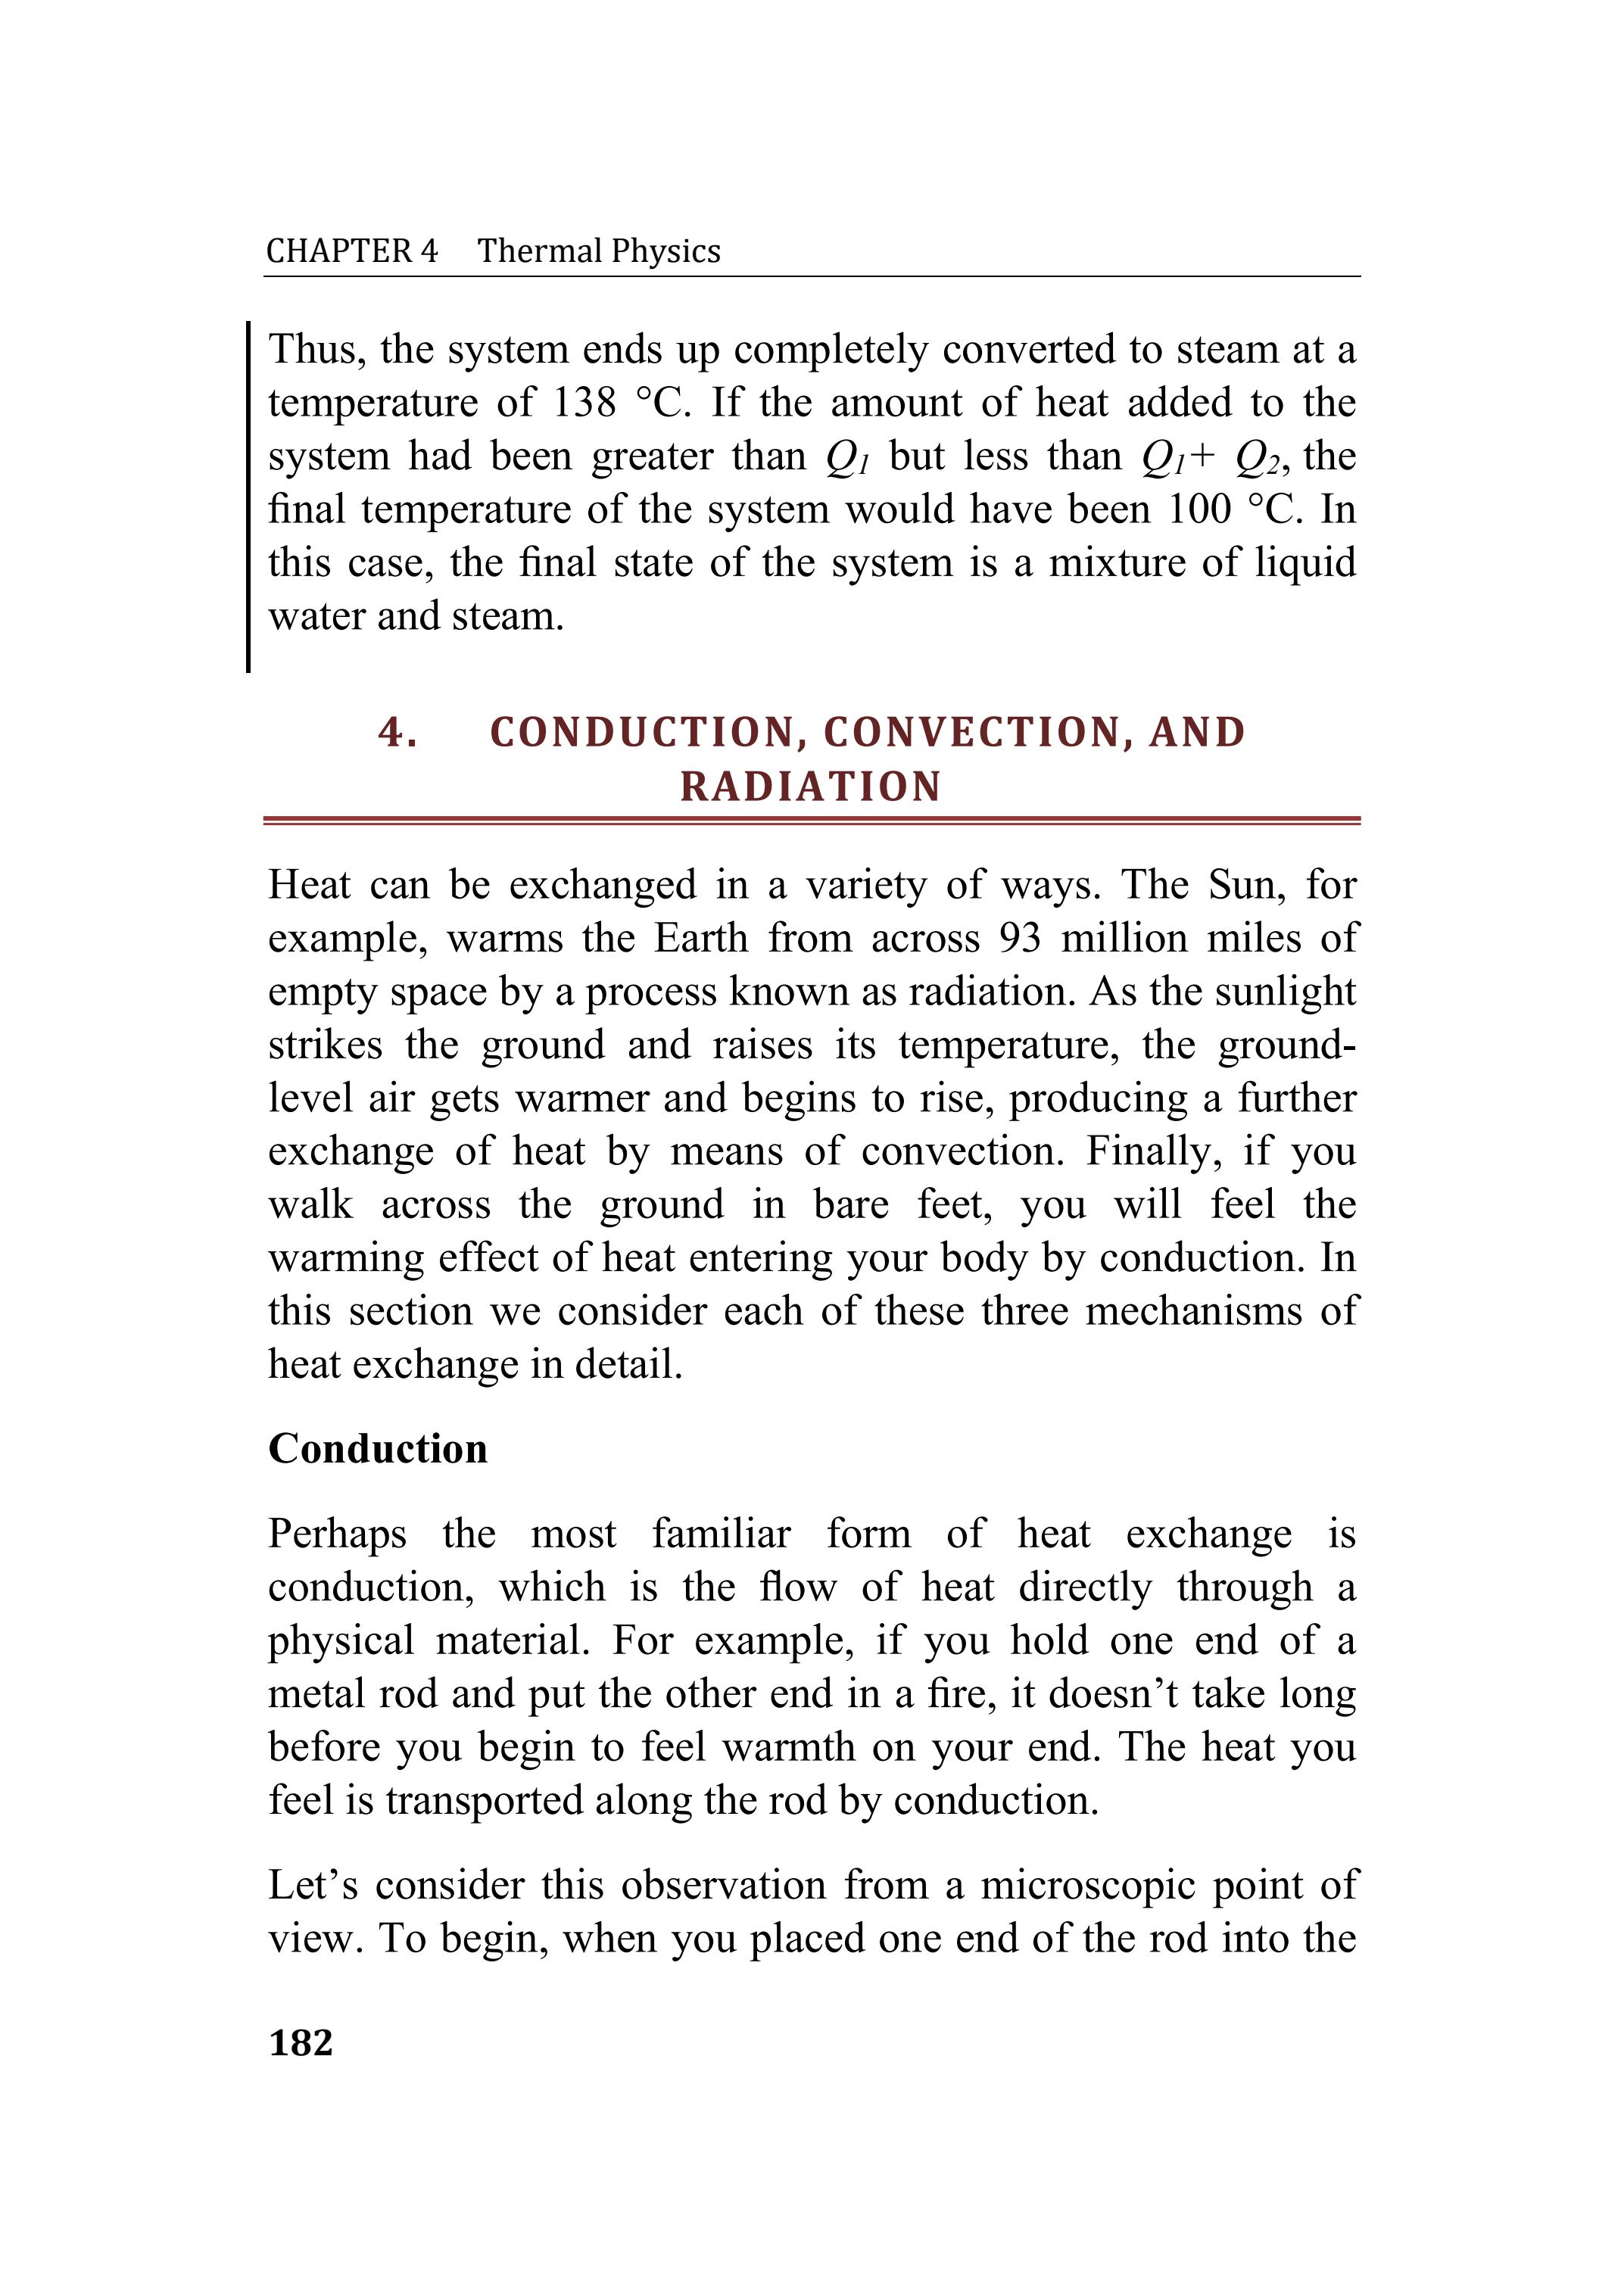 CHAPTER 4 Thermal Physics
Thus, the system ends up completely converted to steam at a
temperature of 138 °C. If the amount of heat added to the
system had been greater than Q1 but less than Q1+ Q2, the
final temperature of the system would have been 100 °C. In
this case, the final state of the system is a mixture of liquid
water and steam.
4. CONDUCTION, CONVECTION, AND
RADIATION
Heat can be exchanged in a variety of ways. The Sun, for
example, warms the Earth from across 93 million miles of
empty space by a process known as radiation. As the sunlight
strikes the ground and raises its temperature, the ground-
level air gets warmer and begins to rise, producing a further
exchange of heat by means of convection. Finally, if you
walk across the ground in bare feet, you will feel the
warming effect of heat entering your body by conduction. In
this section we consider each of these three mechanisms of
heat exchange in detail.
Conduction
Perhaps the most familiar form of heat exchange is
conduction, which is the flow of heat directly through a
physical material. For example, if you hold one end of a
metal rod and put the other end in a fire, it doesn’t take long
before you begin to feel warmth on your end. The heat you
feel is transported along the rod by conduction.
Let’s consider this observation from a microscopic point of
view. To begin, when you placed one end of the rod into the
182